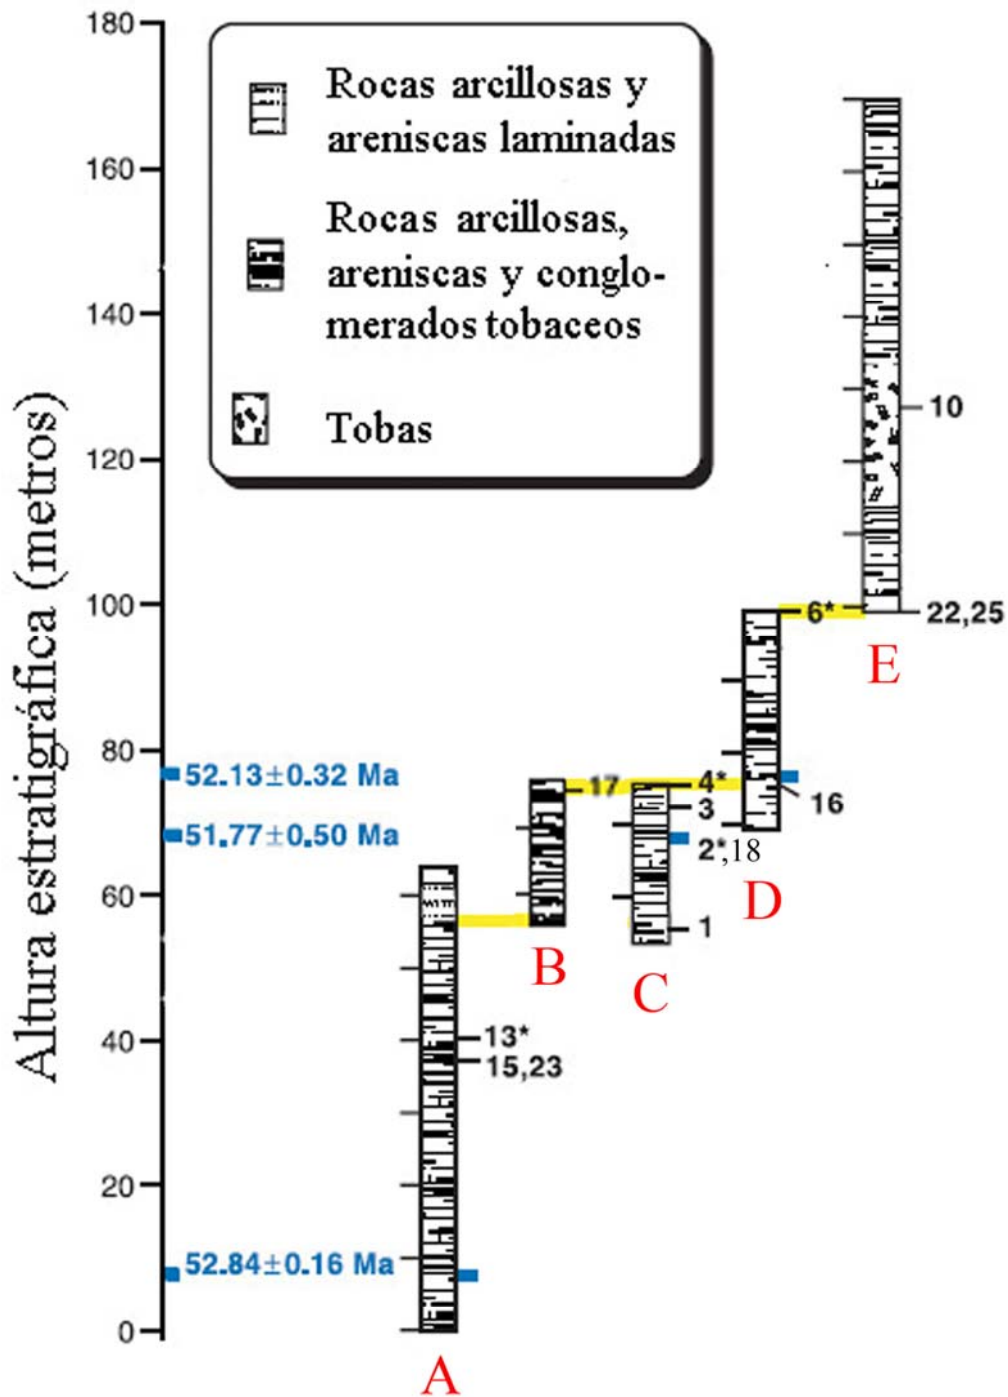 Altura estratigráfica (metros)
180
160
140
120
100
80
60
40
20
0
Rocas arcillosas y
areniscas laminadas
Rocas arcillosas,
areniscas y conglo-
merados tobaceos
Tobas
52.13±0.32 Ma
51.77±0.50 Ma
52.84±0.16 Ma
13*
15,23
A
17
B
4*
3
2*,18
1
C
6*
16
D
10
22,25
E